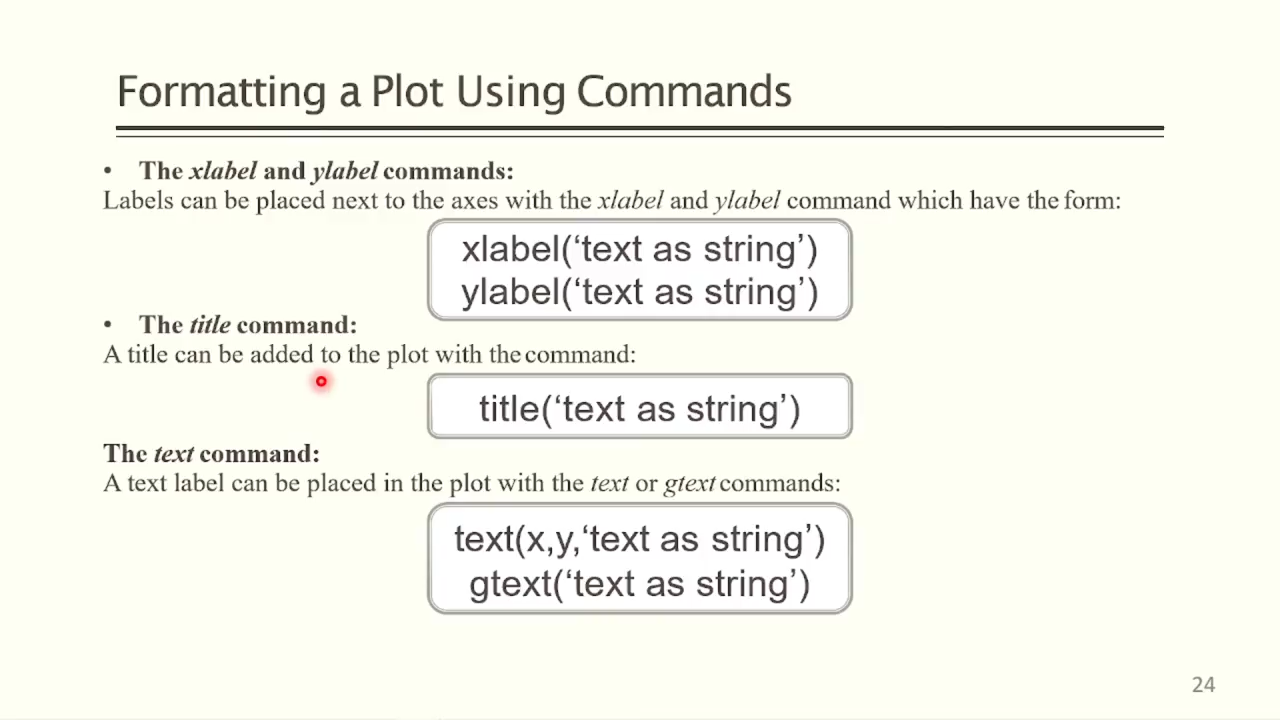 Formatting a Plot Using Commands
• The xlabel and ylabel commands:
Labels can be placed next to the axes with the xlabel and ylabel command which have the form:
xlabel(‘text as string’)
ylabel(‘text as string’)
• The title command:
A title can be added to the plot with the command:
title(‘text as string’)
The text command:
A text label can be placed in the plot with the text or gtext commands:
text(x,y,‘text as string’)
gtext(‘text as string’)
24